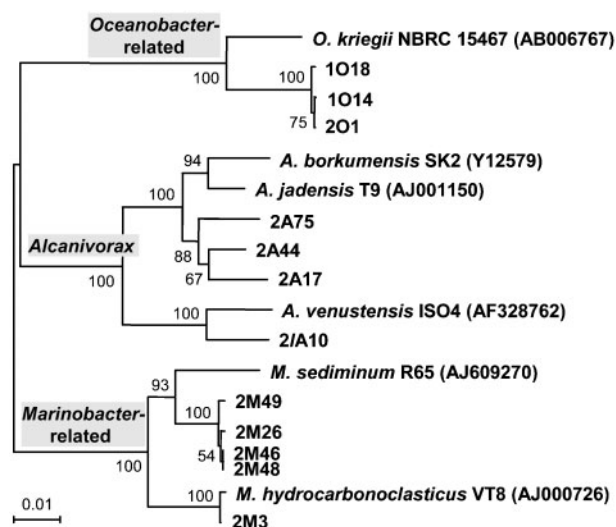 Oceanobacter-
related
O. kriegii NBRC 15467 (AB006767)
100
100
1O18
1O14
75
2O1
94
A. borkumensis SK2 (Y12579)
100
A. jadensis T9 (AJ001150)
2A75
2A44
88
67
2A17
Alcanivorax
100
100
A. venustensis ISO4 (AF328762)
2IA10
M. sediminum R65 (AJ609270)
93
2M49
100
Marinobacter-
related
2M26
54
2M46
2M48
100
100
M. hydrocarbonoclasticus VT8 (AJ000726)
0.01
2M3